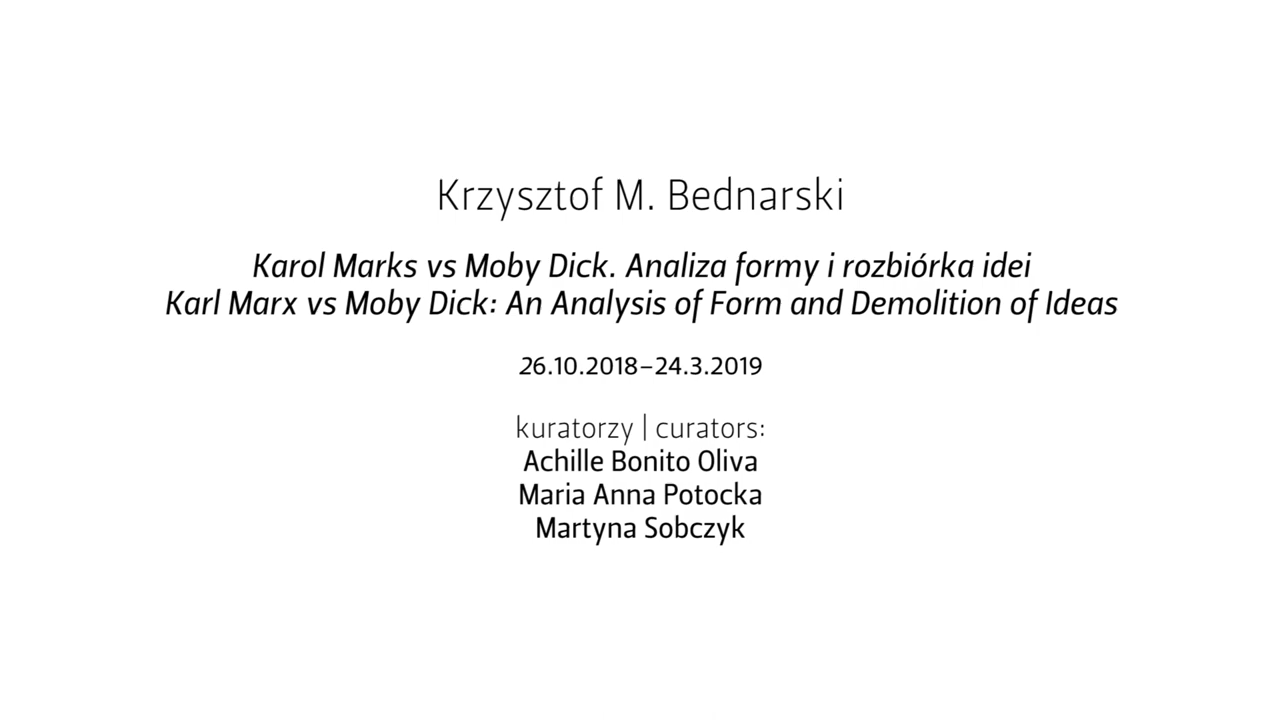 Krzysztof M. Bednarski
Karol Marks vs Moby Dick. Analiza formy i rozbiórka idei
Karl Marx vs Moby Dick: An Analysis of Form and Demolition of Ideas
26.10.2018–24.3.2019
kuratorzy | curators:
Achille Bonito Oliva
Maria Anna Potocka
Martyna Sobczyk